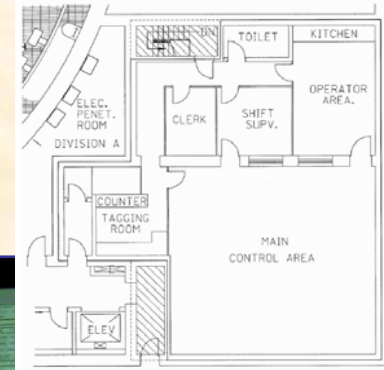 DN
TOILET
KITCHEN
OPERATOR
AREA.
ELEC.
PENET.
ROOM
DIVISION A
CLERK
SHIFT
SUPV.
COUNTER
TAGGING
ROOM
MAIN
CONTROL AREA
ELEV